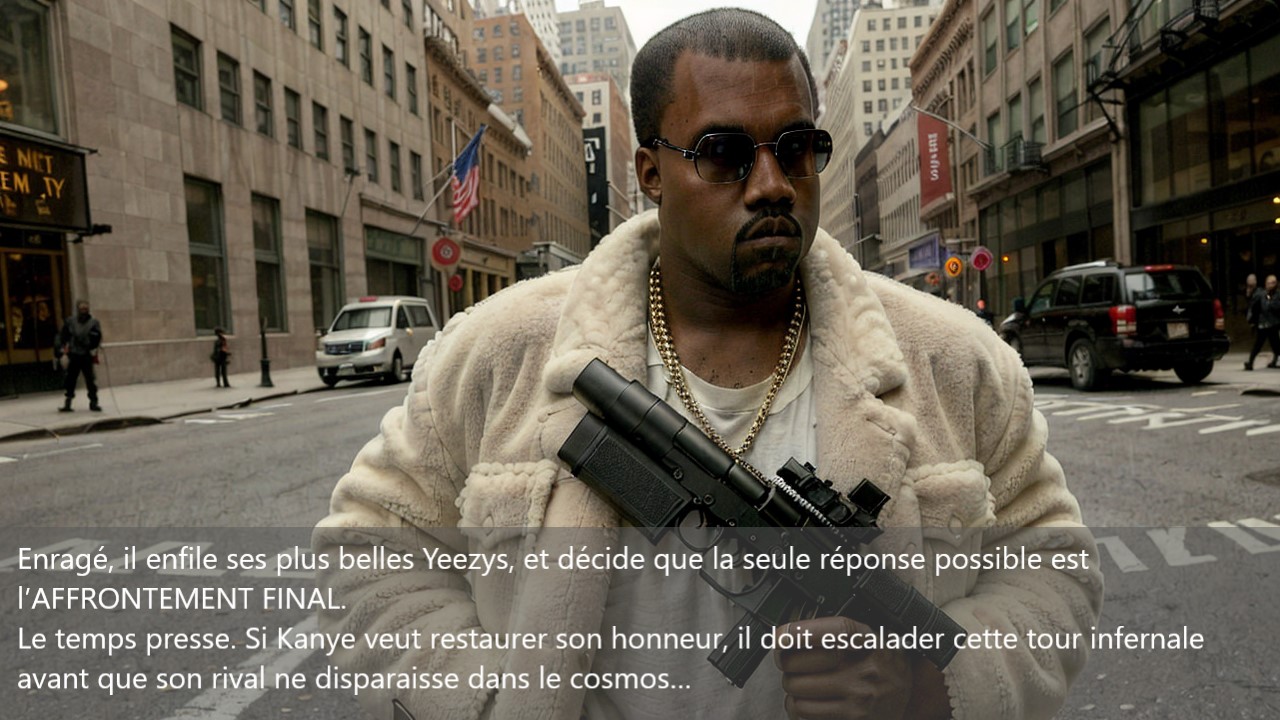 Enragé, il enfile ses plus belles Yeezys, et décide que la seule réponse possible est
l’AFFRONTEMENT FINAL.
Le temps presse. Si Kanye veut restaurer son honneur, il doit escalader cette tour infernale
avant que son rival ne disparaisse dans le cosmos...